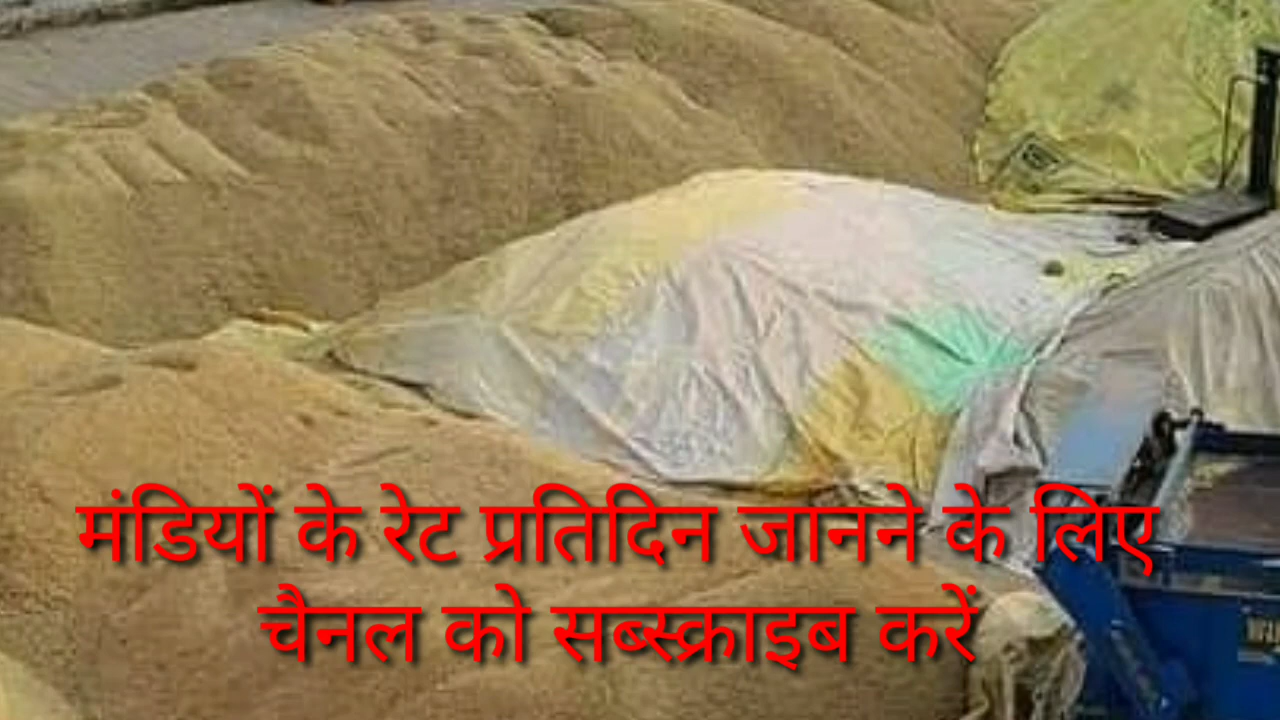 मंडियों के रेट प्रतिदिन जानने के लिए
चैनल को सब्स्क्राइब करें